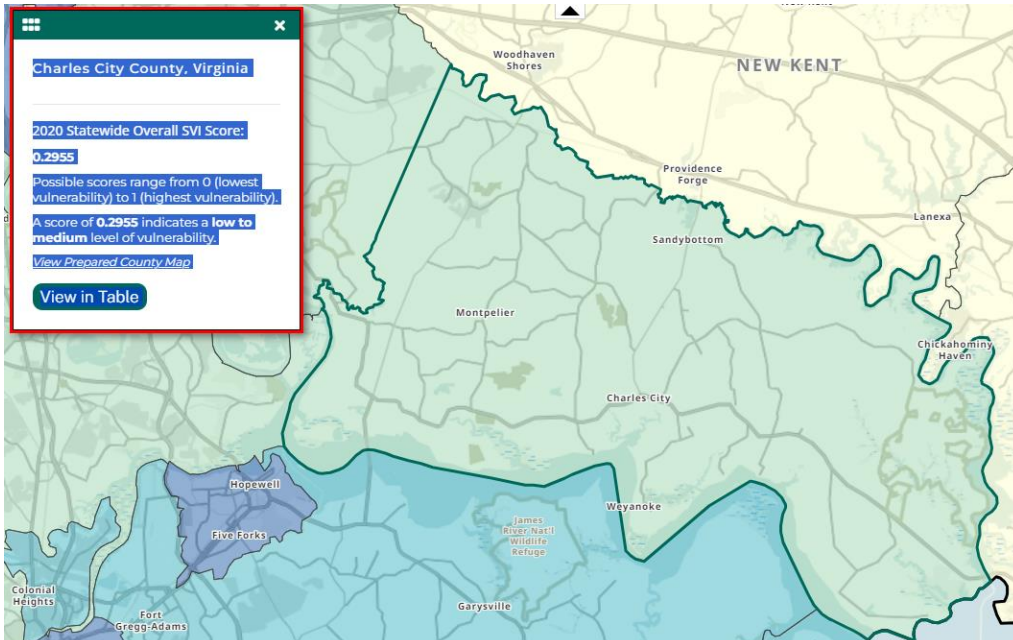 Charles City County, Virginia
2020 Statewide Overall SVI Score:
0.2955
Possible scores range from 0 (lowest
vulnerability) to 1 (highest vulnerability).
A score of 0.2955 indicates a low to
medium level of vulnerability.
View Prepared County Map
View in Table
Woodhaven
Shores
NEW KENT
Providence
Forge
Lanexa
Sandybottom
Montpelier
Chickahominy
Haven
Charles City
Hopewell
Weyanoke
Five Forks
James
River Nat'l
Wildlife
Refuge
Colonial
Heights
Garysville
Fort
Gregg-Adams